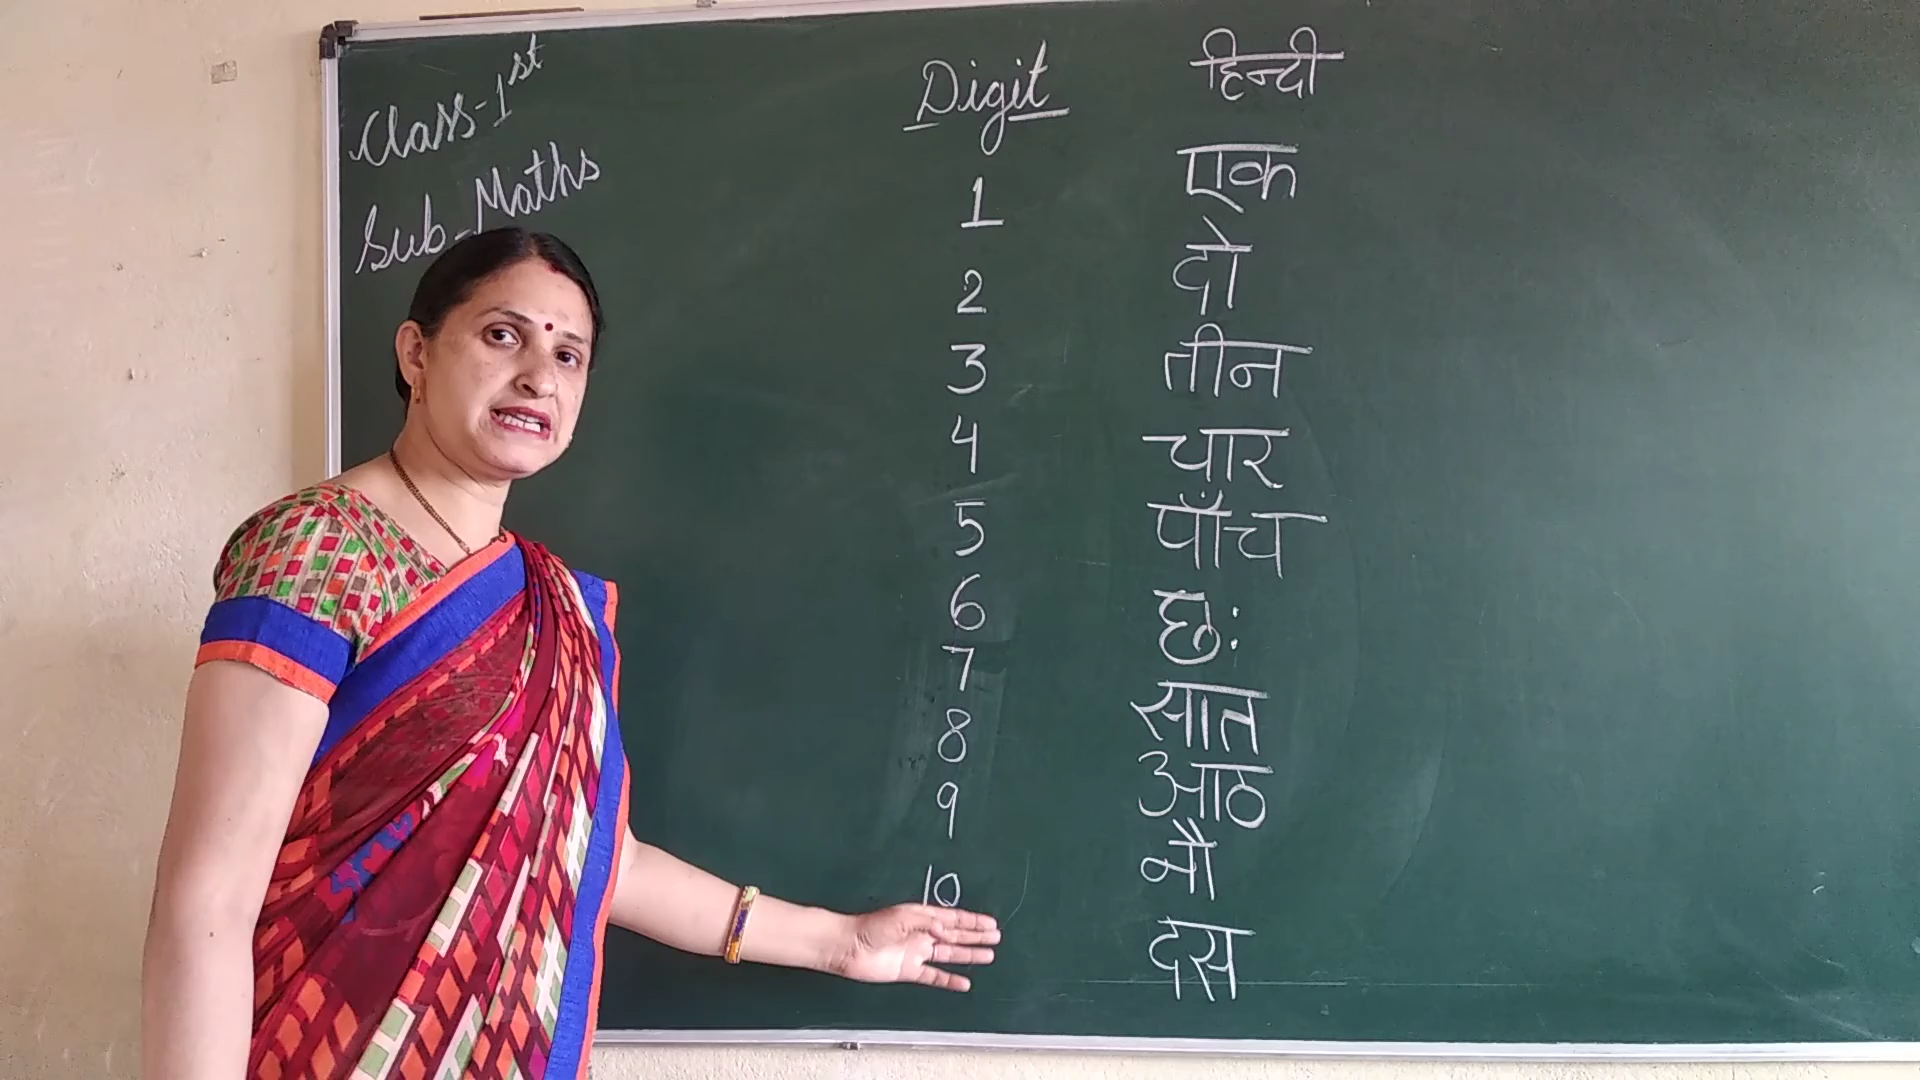 Class-1st
Sub-Maths
Digit हिन्दी
1 एक
2 दो
3 तीन
4 चार
5 पाँच
6 छः
7 सात
8 आठ
9 नौ
10 दस